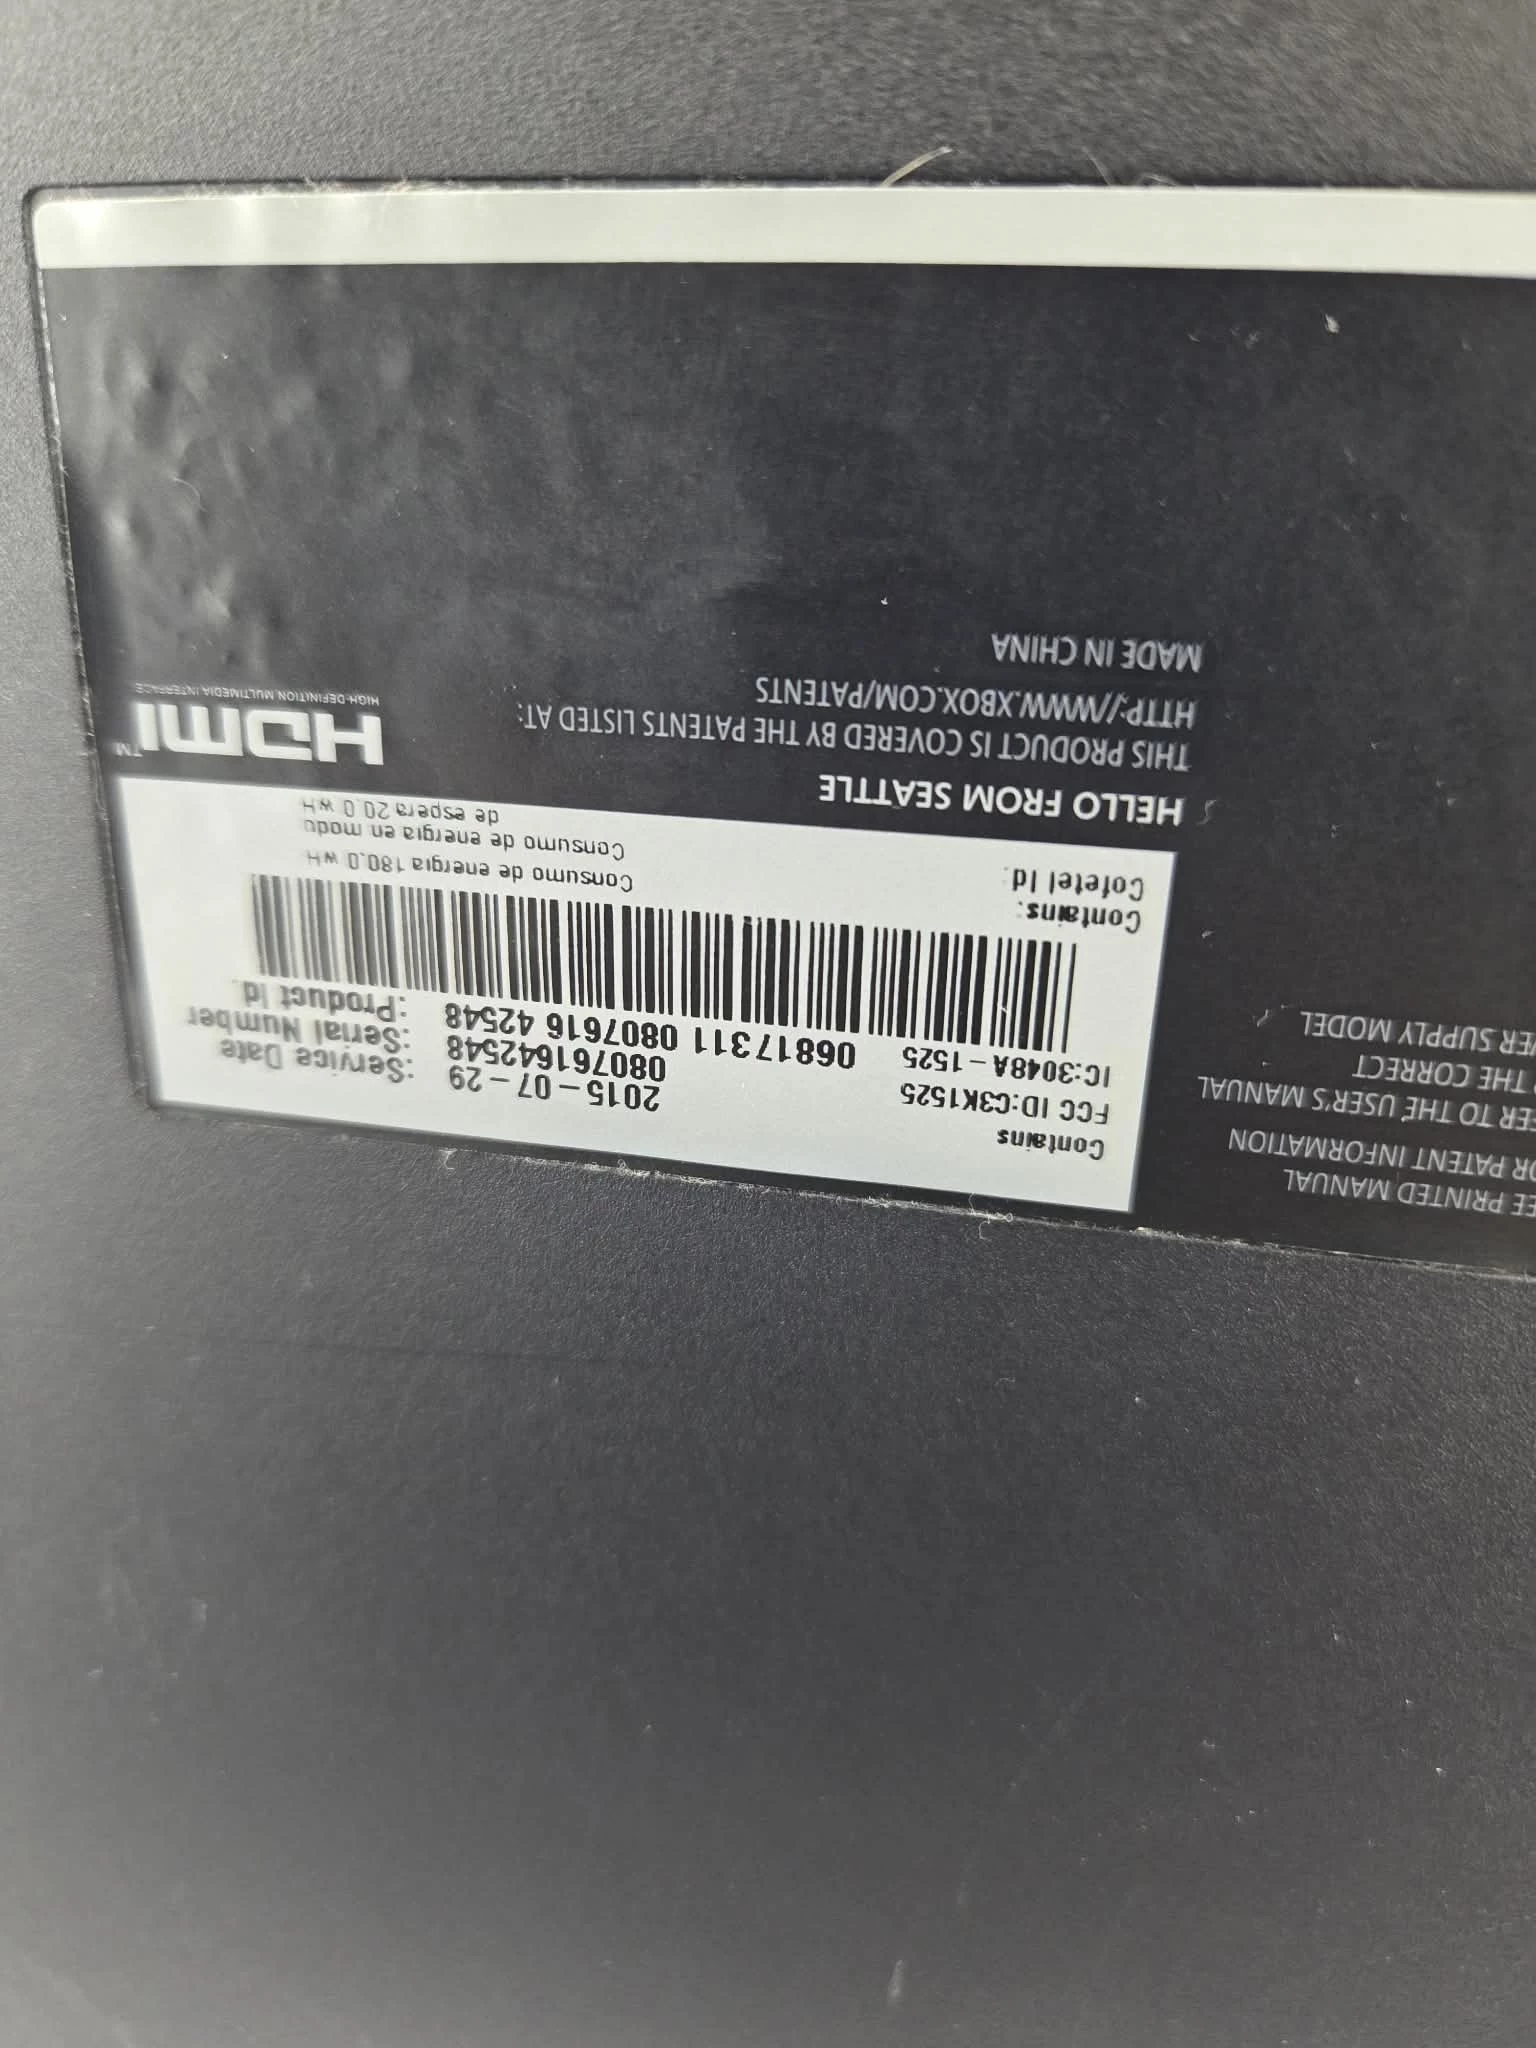 EE PRINTED MANUAL
OR PATENT INFORMATION
ER TO THE USER'S MANUAL
THE CORRECT
ER SUPPLY MODEL
Contains
FCC ID:C3K1525
IC:3048A-1525
2015-07-29 :Service Date
080761642548 :Serial Number
06817311 0807616 42548 :Product Id.
Contains:
Cofetel Id:
Consumo de energia 180.0 wH
Consumo de energia en modo
de espera 20.0 wH
HELLO FROM SEATTLE
THIS PRODUCT IS COVERED BY THE PATENTS LISTED AT:
HTTP://WWW.XBOX.COM/PATENTS
MADE IN CHINA
HDMI™
HIGH-DEFINITION MULTIMEDIA INTERFACE